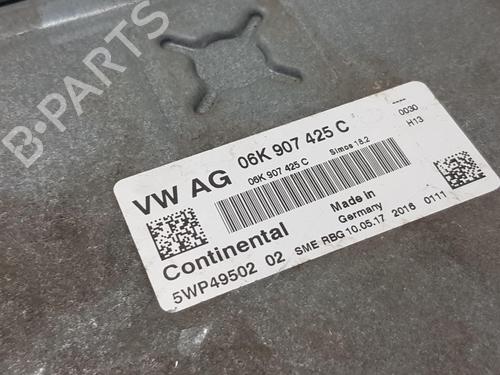 B-PARTS
VW AG 06K 907 425 C
06K 907 425 C Simos 18.2
---
0030
H13
Continental
Made in
Germany
5WP49502 02 SME RBG 10.05.17 2016 0111